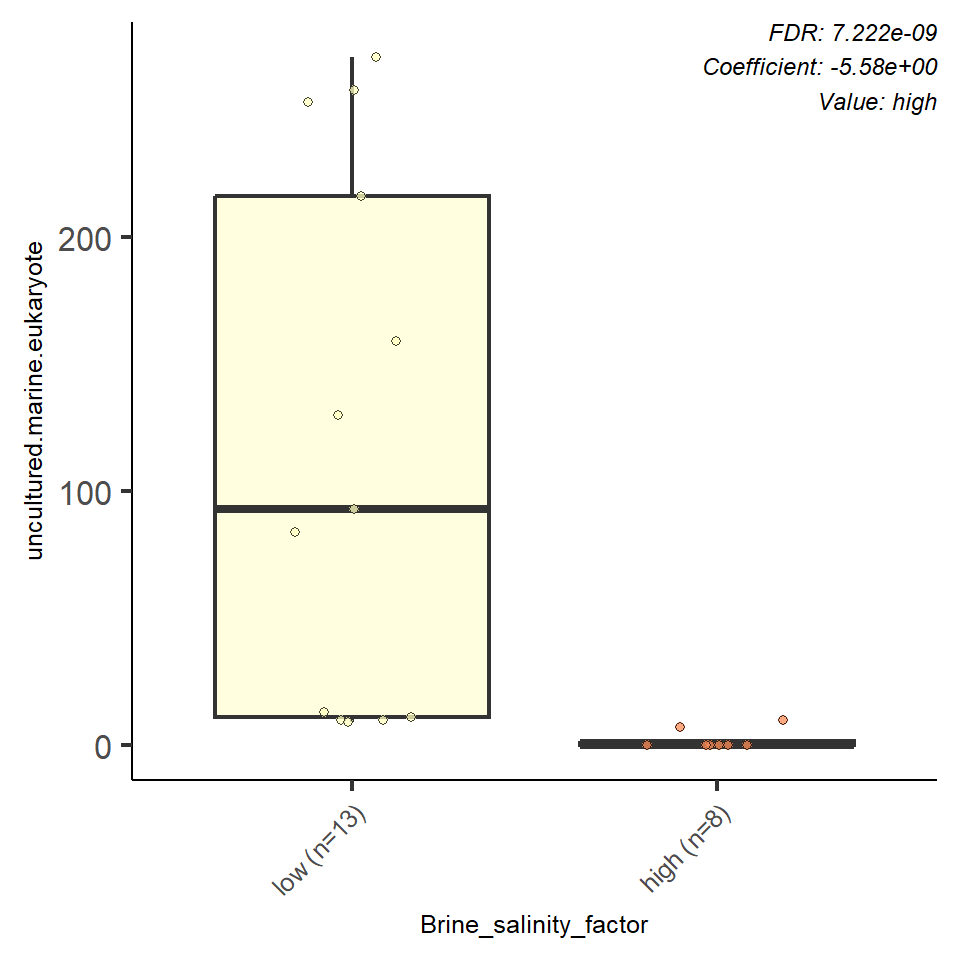 FDR: 7.222e-09
Coefficient: -5.58e+00
Value: high
uncultured.marine.eukaryote
200
100
0
low (n=13)
high (n=8)
Brine_salinity_factor